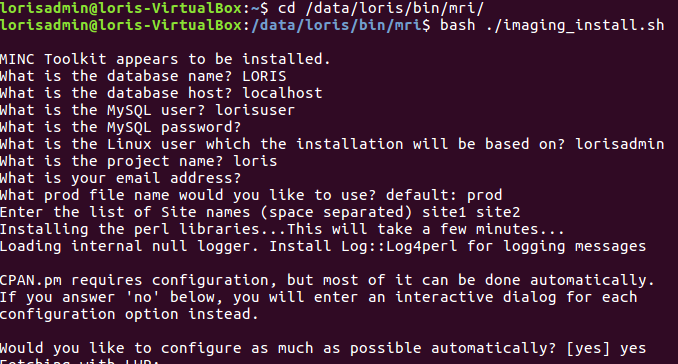 lorisadmin@loris-VirtualBox:~$ cd /data/loris/bin/mri/
lorisadmin@loris-VirtualBox:/data/loris/bin/mri$ bash ./imaging_install.sh
MINC Toolkit appears to be installed.
What is the database name? LORIS
What is the database host? localhost
What is the MySQL user? lorisuser
What is the MySQL password?
What is the Linux user which the installation will be based on? lorisadmin
What is the project name? loris
What is your email address?
What prod file name would you like to use? default: prod
Enter the list of Site names (space separated) site1 site2
Installing the perl libraries...This will take a few minutes...
Loading internal null logger. Install Log::Log4perl for logging messages
CPAN.pm requires configuration, but most of it can be done automatically.
If you answer 'no' below, you will enter an interactive dialog for each
configuration option instead.
Would you like to configure as much as possible automatically? [yes] yes
Fetching with LWP: